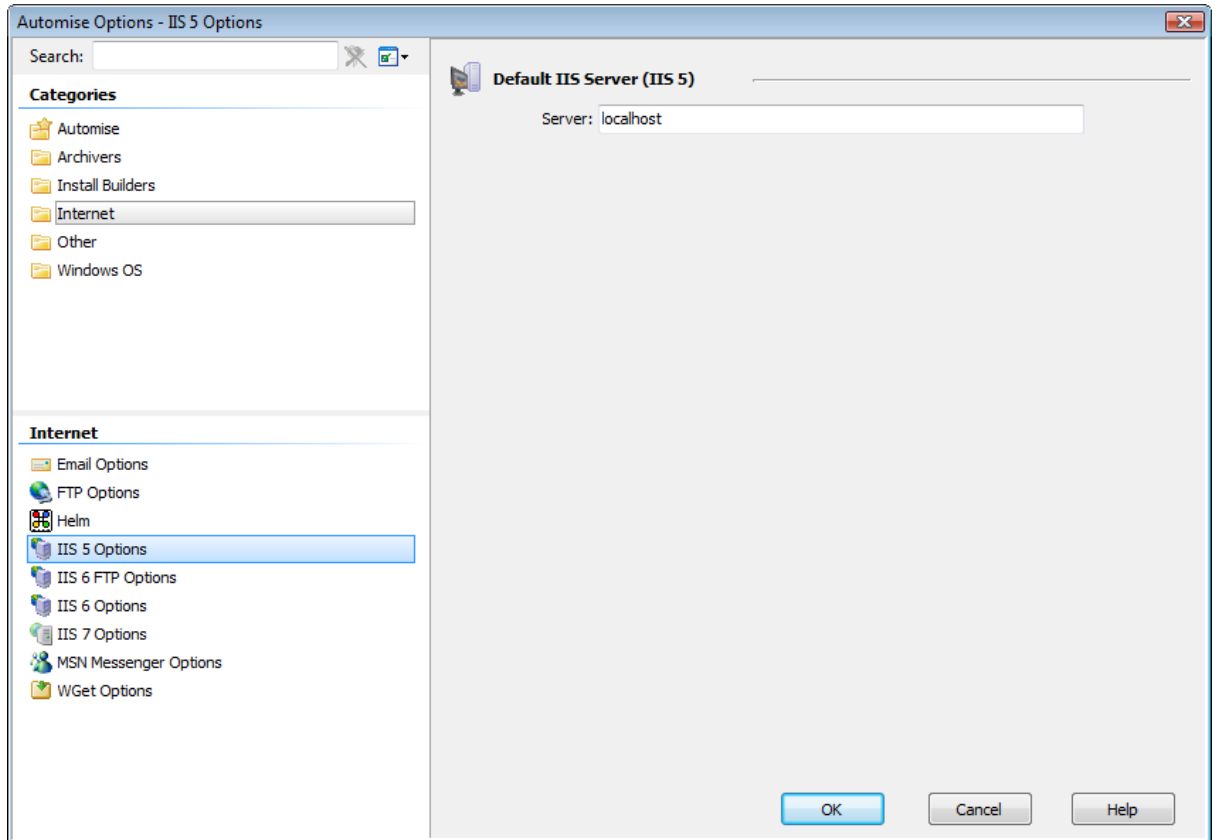 Automise Options - IIS 5 Options
Search:
Categories
Automise
Archivers
Install Builders
Internet
Other
Windows OS
Internet
Email Options
FTP Options
Helm
IIS 5 Options
IIS 6 FTP Options
IIS 6 Options
IIS 7 Options
MSN Messenger Options
WGet Options
Default IIS Server (IIS 5)
Server: localhost
OK Cancel Help